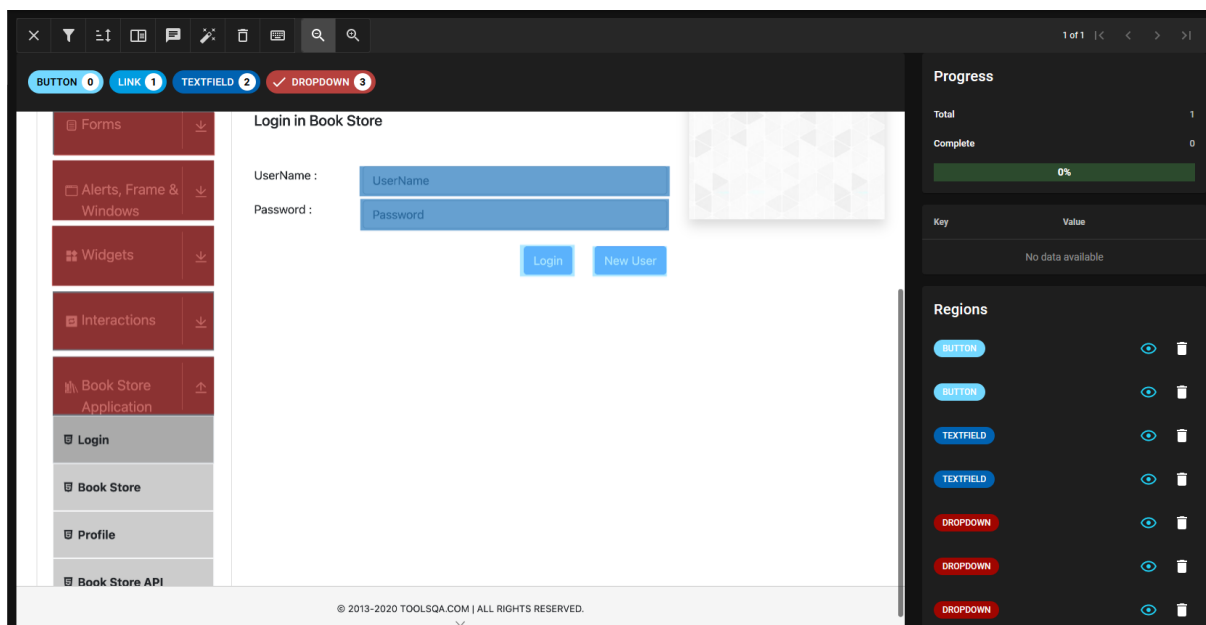 1 of 1
BUTTON 0
LINK 1
TEXTFIELD 2
DROPDOWN 3
Forms
Alerts, Frame &
Windows
Widgets
Interactions
Book Store
Application
Login
Book Store
Profile
Book Store API
Login in Book Store
UserName :
UserName
Password :
Password
Login
New User
© 2013-2020 TOOLSQA.COM | ALL RIGHTS RESERVED.
Progress
Total 1
Complete 0
0%
Key Value
No data available
Regions
BUTTON
BUTTON
TEXTFIELD
TEXTFIELD
DROPDOWN
DROPDOWN
DROPDOWN